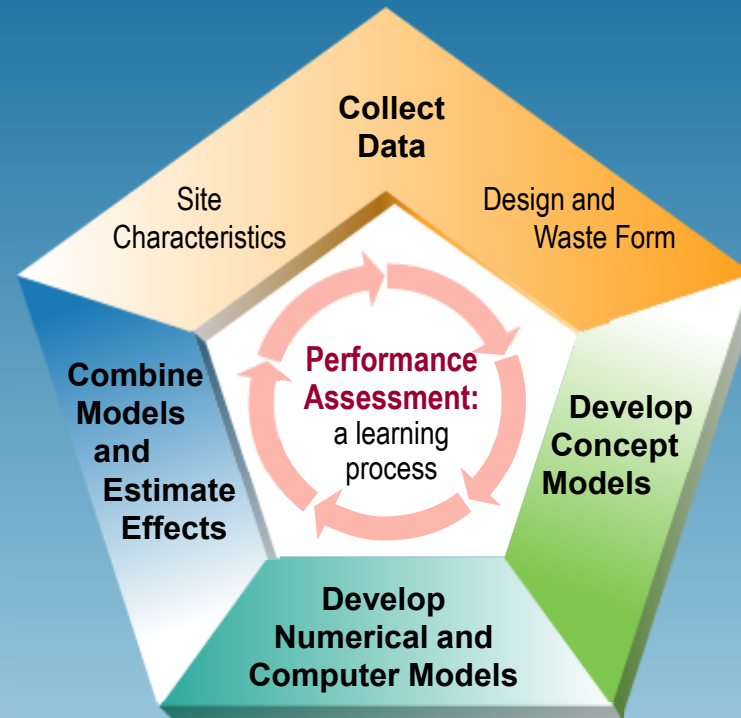 Collect
Data
Site
Characteristics
Design and
Waste Form
Performance
Assessment:
a learning
process
Combine
Models
and
Estimate
Effects
Develop
Concept
Models
Develop
Numerical and
Computer Models